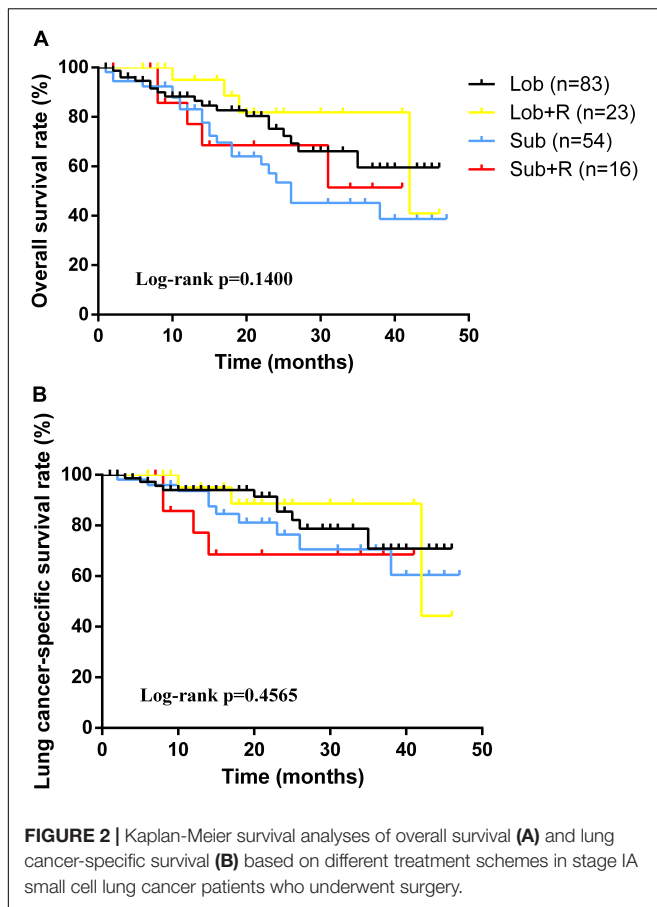 A
Overall survival rate (%)
100
80
60
40
20
0
0 10 20 30 40 50
Time (months)
Log-rank p=0.1400
Lob (n=83)
Lob+R (n=23)
Sub (n=54)
Sub+R (n=16)
B
Lung cancer-specific survival rate (%)
100
80
60
40
20
0
0 10 20 30 40 50
Time (months)
Log-rank p=0.4565
FIGURE 2 | Kaplan-Meier survival analyses of overall survival (A) and lung
cancer-specific survival (B) based on different treatment schemes in stage IA
small cell lung cancer patients who underwent surgery.